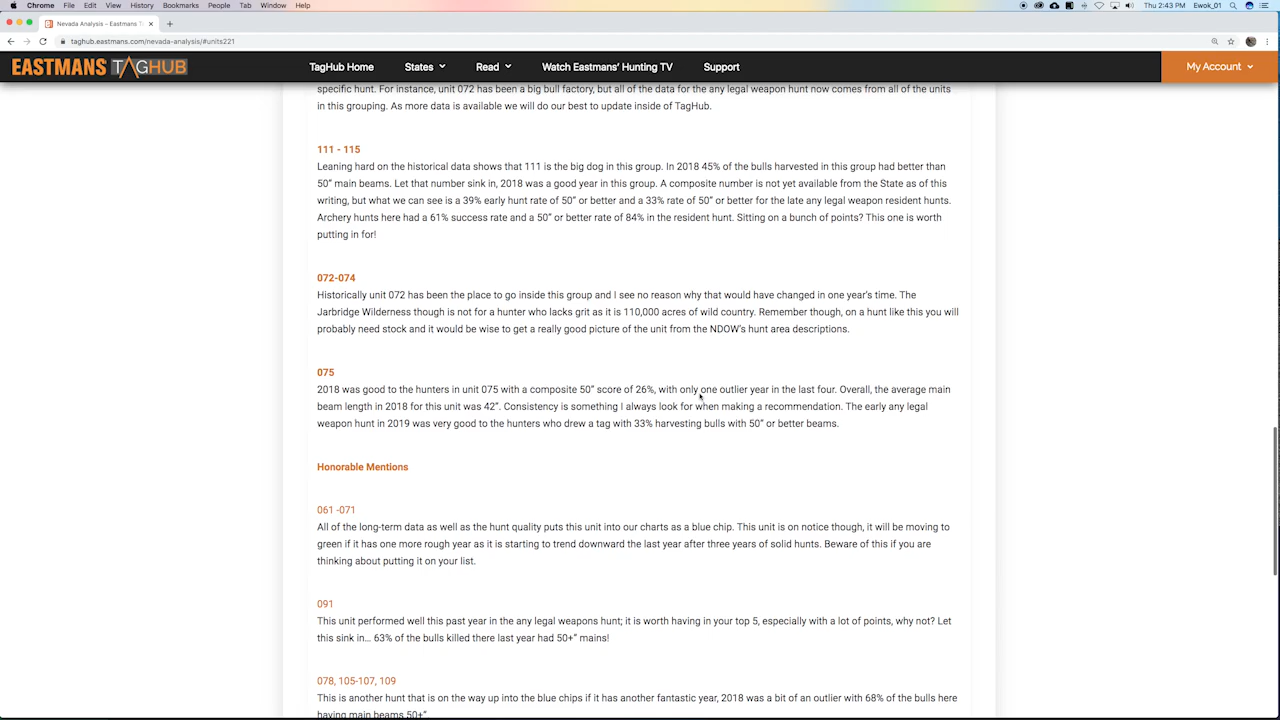 Chrome File Edit View History Bookmarks People Tab Window Help Thu 2:43 PM Ewok_01
Nevada Analysis – Eastmans T
taghub.eastmans.com/nevada-analysis/#units221
EASTMANS TAGHUB TagHub Home States Read Watch Eastmans' Hunting TV Support My Account
specific hunt. For instance, unit 072 has been a big bull factory, but all of the data for the any legal weapon hunt now comes from all of the units
in this grouping. As more data is available we will do our best to update inside of TagHub.
111 - 115
Leaning hard on the historical data shows that 111 is the big dog in this group. In 2018 45% of the bulls harvested in this group had better than
50" main beams. Let that number sink in, 2018 was a good year in this group. A composite number is not yet available from the State as of this
writing, but what we can see is a 39% early hunt rate of 50" or better and a 33% rate of 50" or better for the late any legal weapon resident hunts.
Archery hunts here had a 61% success rate and a 50" or better rate of 84% in the resident hunt. Sitting on a bunch of points? This one is worth
putting in for!
072-074
Historically unit 072 has been the place to go inside this group and I see no reason why that would have changed in one year's time. The
Jarbridge Wilderness though is not for a hunter who lacks grit as it is 110,000 acres of wild country. Remember though, on a hunt like this you will
probably need stock and it would be wise to get a really good picture of the unit from the NDOW's hunt area descriptions.
075
2018 was good to the hunters in unit 075 with a composite 50" score of 26%, with only one outlier year in the last four. Overall, the average main
beam length in 2018 for this unit was 42". Consistency is something I always look for when making a recommendation. The early any legal
weapon hunt in 2019 was very good to the hunters who drew a tag with 33% harvesting bulls with 50" or better beams.
Honorable Mentions
061 -071
All of the long-term data as well as the hunt quality puts this unit into our charts as a blue chip. This unit is on notice though, it will be moving to
green if it has one more rough year as it is starting to trend downward the last year after three years of solid hunts. Beware of this if you are
thinking about putting it on your list.
091
This unit performed well this past year in the any legal weapons hunt; it is worth having in your top 5, especially with a lot of points, why not? Let
this sink in... 63% of the bulls killed there last year had 50+" mains!
078, 105-107, 109
This is another hunt that is on the way up into the blue chips if it has another fantastic year, 2018 was a bit of an outlier with 68% of the bulls here
having main beams 50+".